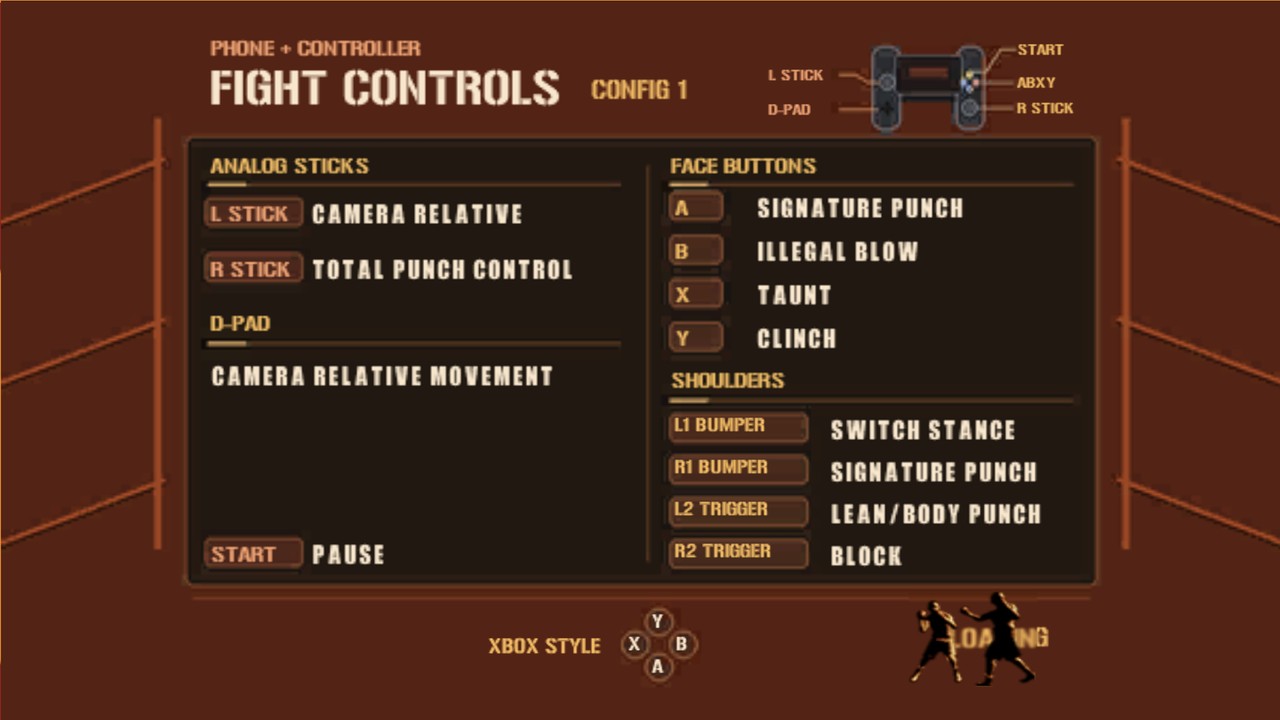 PHONE + CONTROLLER
FIGHT CONTROLS CONFIG 1
L STICK
D-PAD
START
ABXY
R STICK
ANALOG STICKS
L STICK CAMERA RELATIVE
R STICK TOTAL PUNCH CONTROL
D-PAD
CAMERA RELATIVE MOVEMENT
START PAUSE
FACE BUTTONS
A SIGNATURE PUNCH
B ILLEGAL BLOW
X TAUNT
Y CLINCH
SHOULDERS
L1 BUMPER SWITCH STANCE
R1 BUMPER SIGNATURE PUNCH
L2 TRIGGER LEAN/BODY PUNCH
R2 TRIGGER BLOCK
XBOX STYLE
Y
X B
A
LOADING